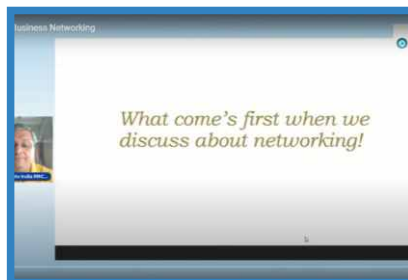 Business Networking
What come's first when we
discuss about networking!